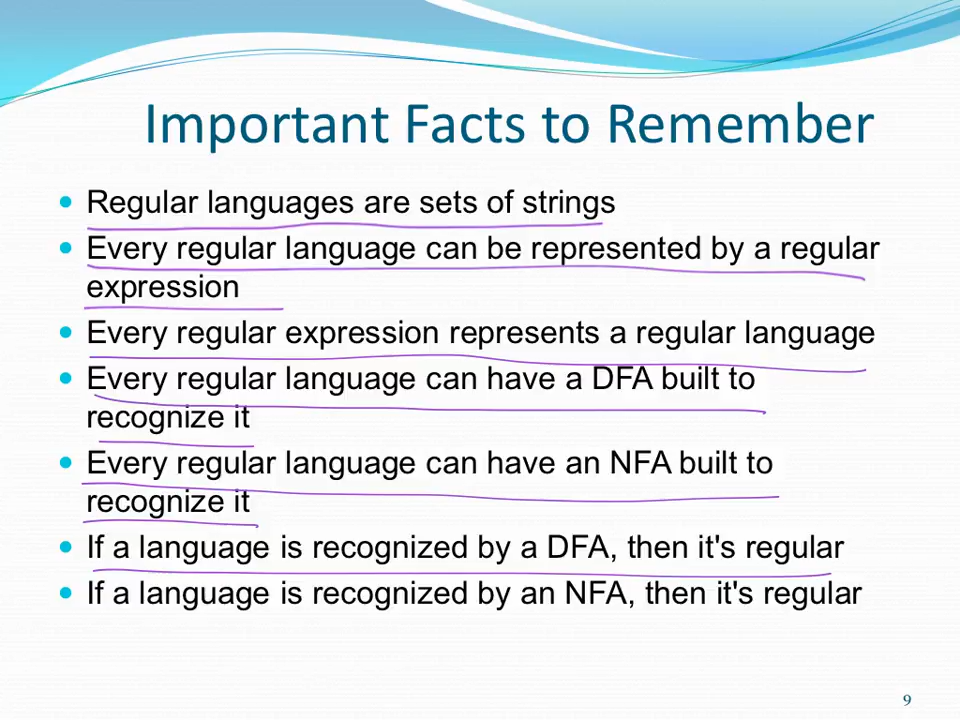 Important Facts to Remember
• Regular languages are sets of strings
• Every regular language can be represented by a regular
expression
• Every regular expression represents a regular language
• Every regular language can have a DFA built to
recognize it
• Every regular language can have an NFA built to
recognize it
• If a language is recognized by a DFA, then it's regular
• If a language is recognized by an NFA, then it's regular
9